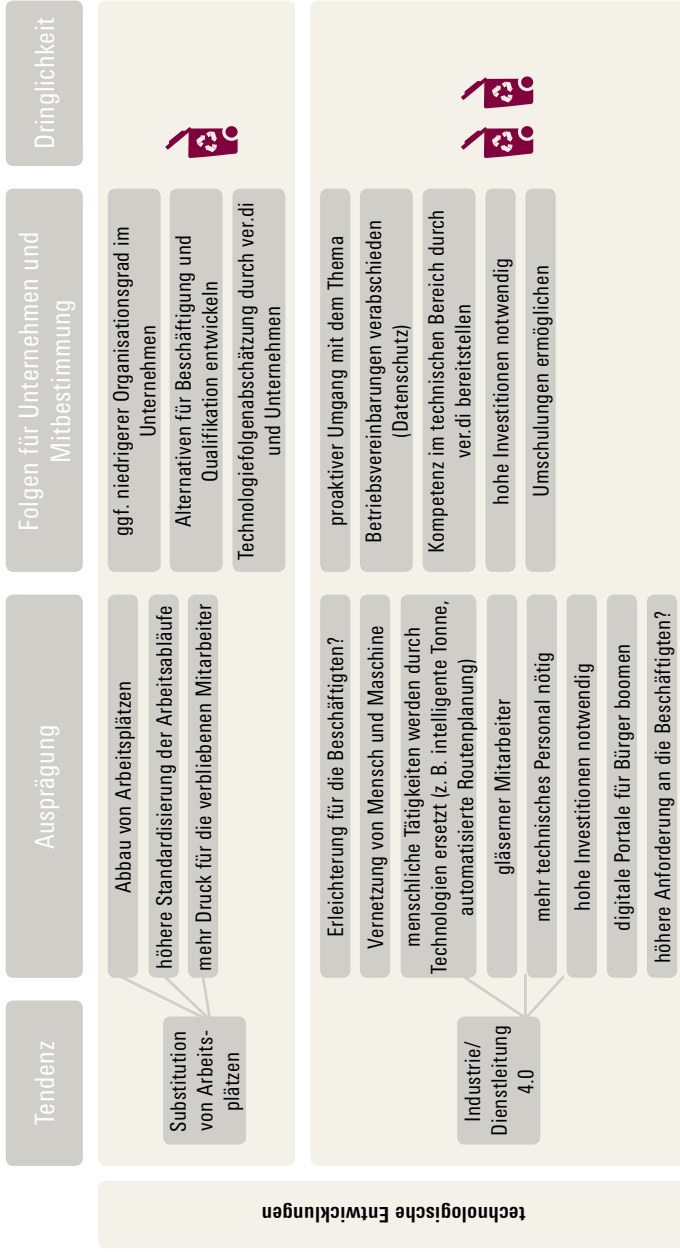 Tendenz
Ausprägung
Folgen für Unternehmen und
Mitbestimmung
Dringlichkeit
technologische Entwicklungen
Substitution
von Arbeits-
plätzen
Abbau von Arbeitsplätzen
höhere Standardisierung der Arbeitsabläufe
mehr Druck für die verbliebenen Mitarbeiter
ggf. niedrigerer Organisationsgrad im
Unternehmen
Alternativen für Beschäftigung und
Qualifikation entwickeln
Technologiefolgenabschätzung durch ver.di
und Unternehmen
Industrie/
Dienstleitung
4.0
Erleichterung für die Beschäftigten?
Vernetzung von Mensch und Maschine
menschliche Tätigkeiten werden durch
Technologien ersetzt (z. B. intelligente Tonne,
automatisierte Routenplanung)
gläserner Mitarbeiter
mehr technisches Personal nötig
hohe Investitionen notwendig
digitale Portale für Bürger boomen
höhere Anforderung an die Beschäftigten?
proaktiver Umgang mit dem Thema
Betriebsvereinbarungen verabschieden
(Datenschutz)
Kompetenz im technischen Bereich durch
ver.di bereitstellen
hohe Investitionen notwendig
Umschulungen ermöglichen